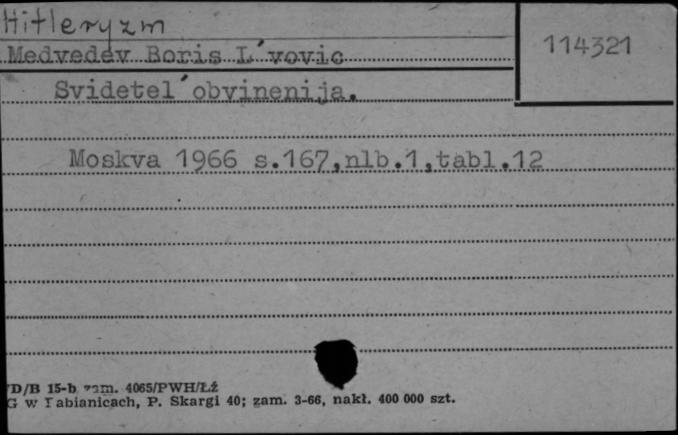 Hitleryzm
114321
Medvedev Boris L´vovic
Svidetel´obvinenija.
Moskva 1966 s.167,nlb.1,tabl.12
D/B 15-b zam. 4065/PWH/Łź
G w Pabianicach, P. Skargi 40; zam. 3-66, nakł. 400 000 szt.